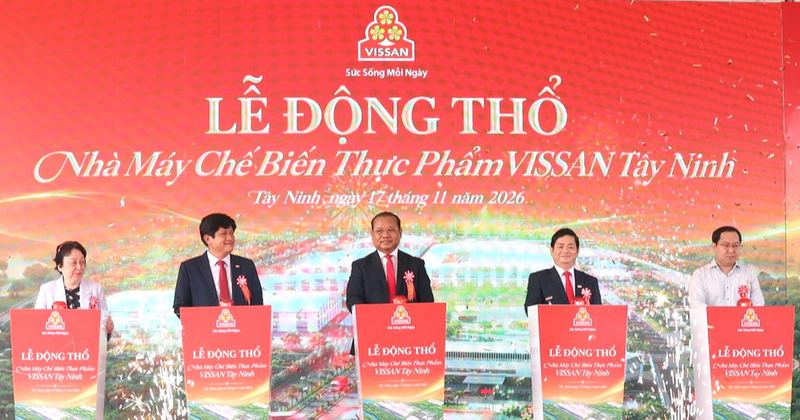 VISSAN
Sức Sống Mỗi Ngày
LỄ ĐỘNG THỔ
Nhà Máy Chế Biến Thực Phẩm VISSAN Tây Ninh
Tây Ninh, ngày 17 tháng 11 năm 2026
LỄ ĐỘNG THỔ
Nhà Máy Chế Biến Thực Phẩm
VISSAN Tây Ninh
LỄ ĐỘNG THỔ
Nhà Máy Chế Biến Thực Phẩm
VISSAN Tây Ninh
LỄ ĐỘNG THỔ
Nhà Máy Chế Biến Thực Phẩm
VISSAN Tây Ninh
LỄ ĐỘNG THỔ
Nhà Máy Chế Biến Thực Phẩm
VISSAN Tây Ninh
LỄ ĐỘNG THỔ
Nhà Máy Chế Biến Thực Phẩm
VISSAN Tây Ninh